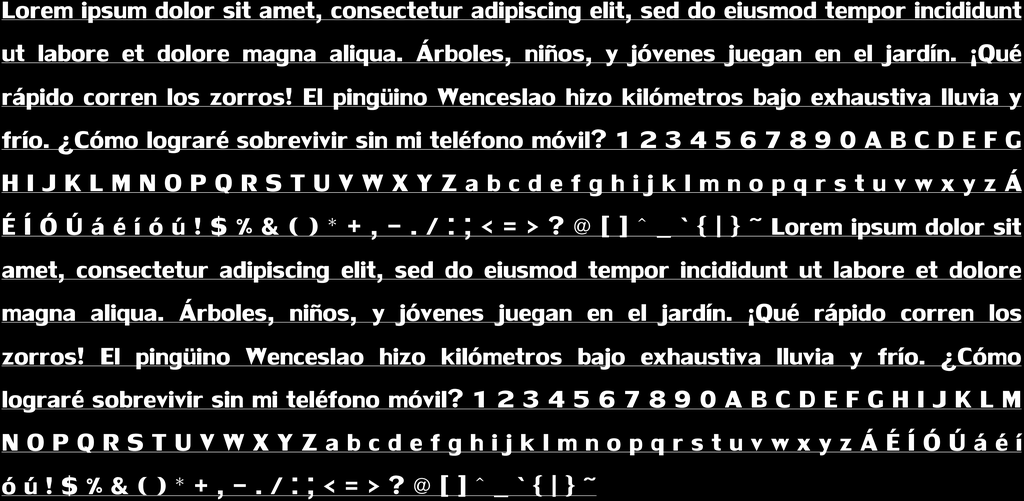 Lorem ipsum dolor sit amet, consectetur adipiscing elit, sed do eiusmod tempor incididunt
ut labore et dolore magna aliqua. Árboles, niños, y jóvenes juegan en el jardín. ¡Qué
rápido corren los zorros! El pingüino Wenceslao hizo kilómetros bajo exhaustiva lluvia y
frío. ¿Cómo lograré sobrevivir sin mi teléfono móvil? 1 2 3 4 5 6 7 8 9 0 A B C D E F G
H I J K L M N O P Q R S T U V W X Y Z a b c d e f g h i j k l m n o p q r s t u v w x y z Á
É Í Ó Ú á é í ó ú ! $ % & ( ) * + , - . / : ; < = > ? @ [ ] ^ _ ` { | } ~ Lorem ipsum dolor sit
amet, consectetur adipiscing elit, sed do eiusmod tempor incididunt ut labore et dolore
magna aliqua. Árboles, niños, y jóvenes juegan en el jardín. ¡Qué rápido corren los
zorros! El pingüino Wenceslao hizo kilómetros bajo exhaustiva lluvia y frío. ¿Cómo
lograré sobrevivir sin mi teléfono móvil? 1 2 3 4 5 6 7 8 9 0 A B C D E F G H I J K L M
N O P Q R S T U V W X Y Z a b c d e f g h i j k l m n o p q r s t u v w x y z Á É Í Ó Ú á é í
ó ú ! $ % & ( ) * + , - . / : ; < = > ? @ [ ] ^ _ ` { | } ~